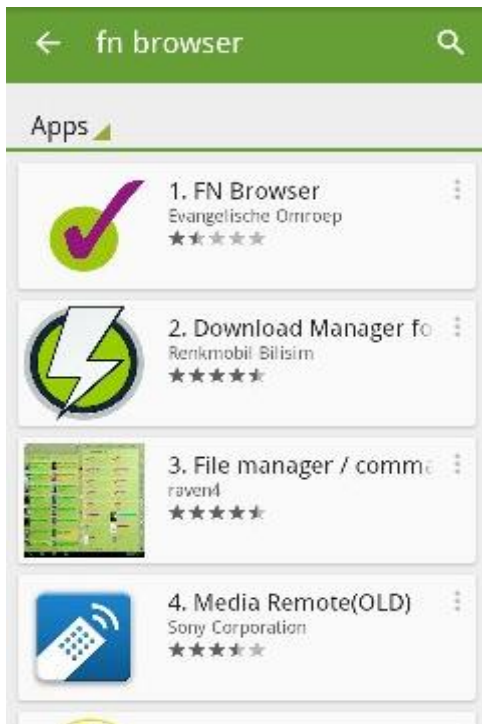 fn browser
Apps
1. FN Browser
Evangelische Omroep
2. Download Manager fo
Renkmobil Bilisim
3. File manager / comma
raven4
4. Media Remote(OLD)
Sony Corporation